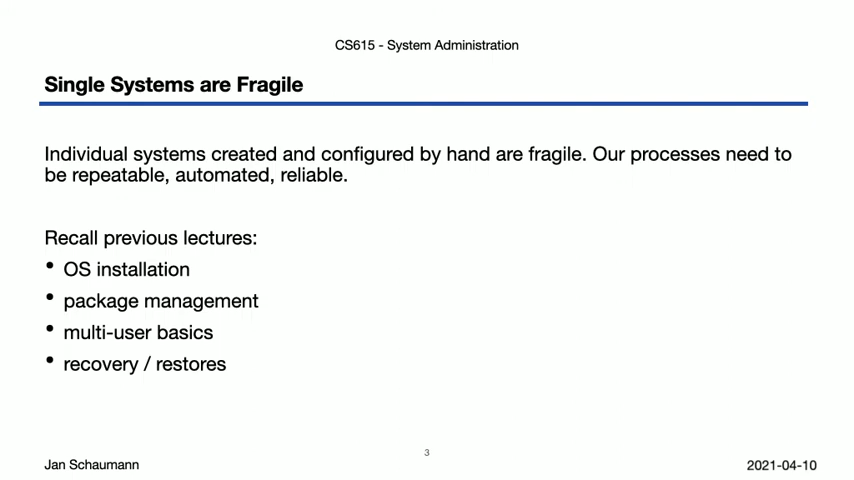 CS615 - System Administration
Single Systems are Fragile
Individual systems created and configured by hand are fragile. Our processes need to
be repeatable, automated, reliable.
Recall previous lectures:
• OS installation
• package management
• multi-user basics
• recovery / restores
3
Jan Schaumann
2021-04-10